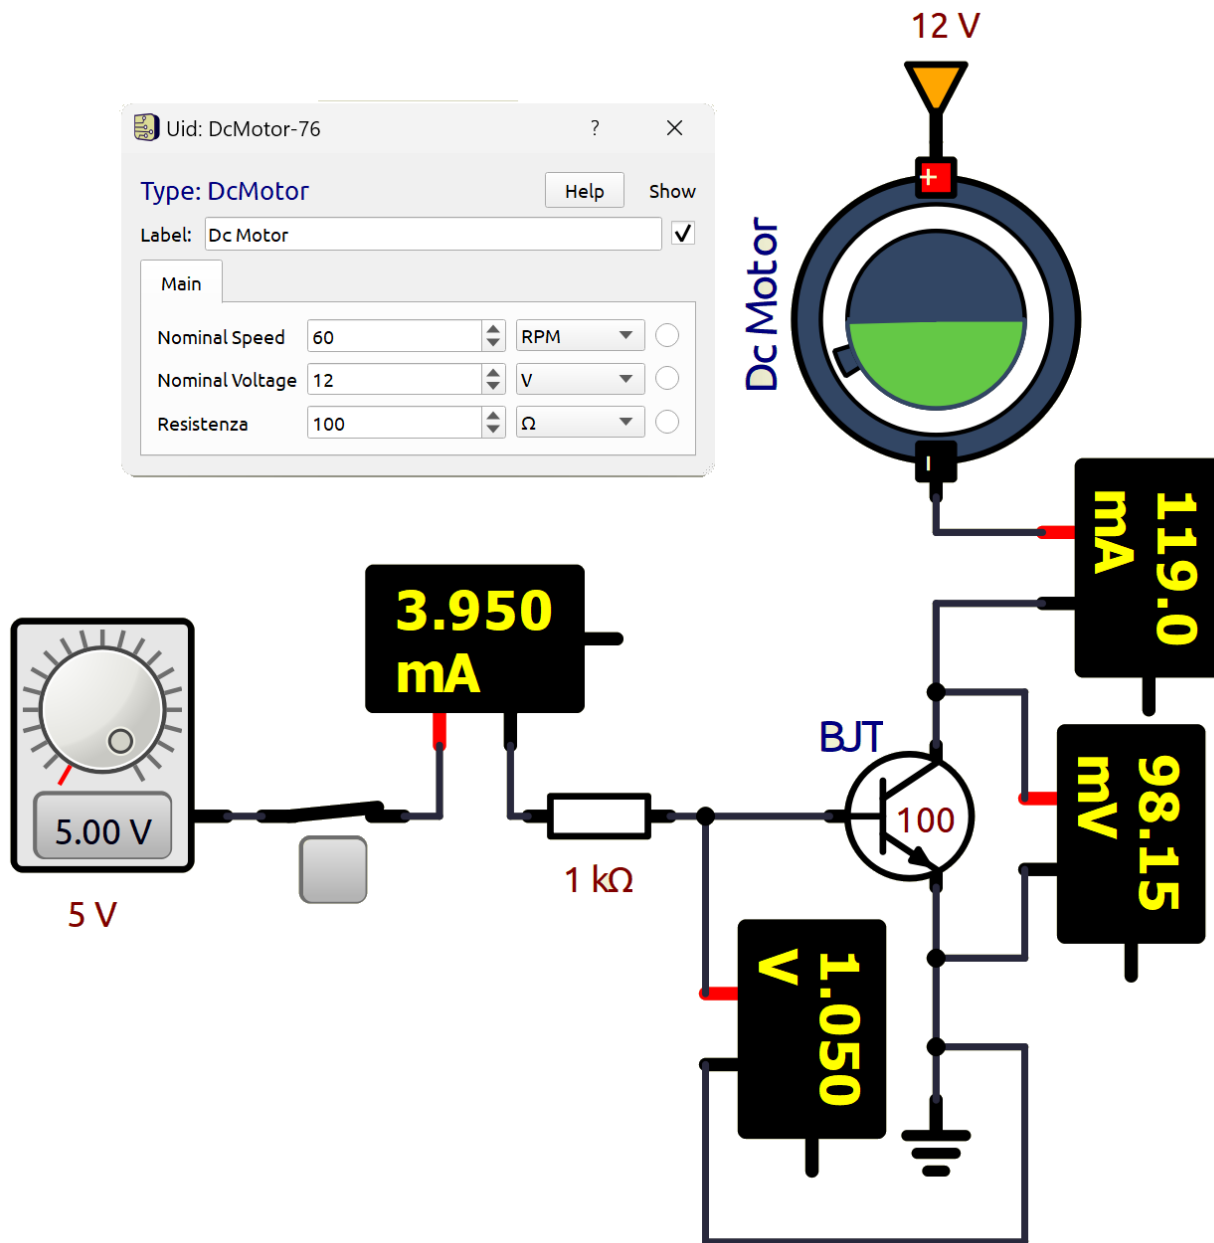 12 V
Uid: DcMotor-76 ?
Type: DcMotor Help Show
Label: Dc Motor
Main
Nominal Speed 60 RPM
Nominal Voltage 12 V
Resistenza 100 Ω
Dc Motor
+
-
119.0
mA
3.950
mA
BJT
100
98.15
mV
5.00 V
5 V
1 kΩ
1.050
V